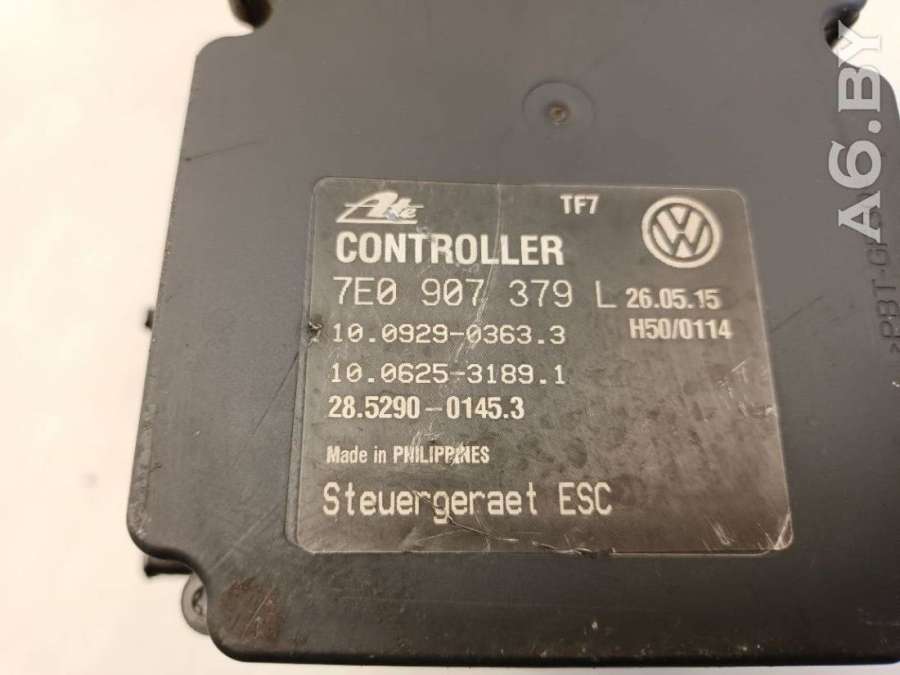 Ate TF7
CONTROLLER
7E0 907 379 L 26.05.15
10.0929-0363.3 H50/0114
10.0625-3189.1
28.5290-0145.3
Made in PHILIPPINES
Steuergeraet ESC
A6.BY